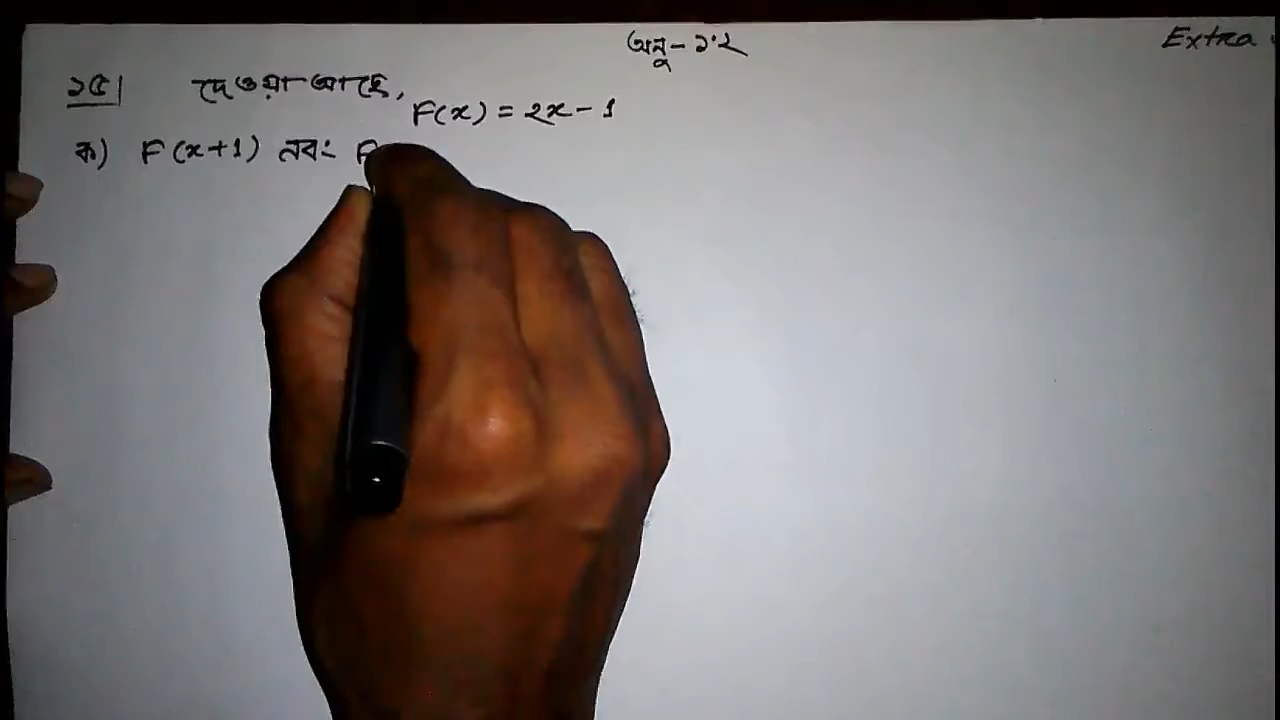 অনু-১.২
Extra
১৫| দেওয়া আছে,
F(x) = 2x - 1
ক) F(x+1) এবং F